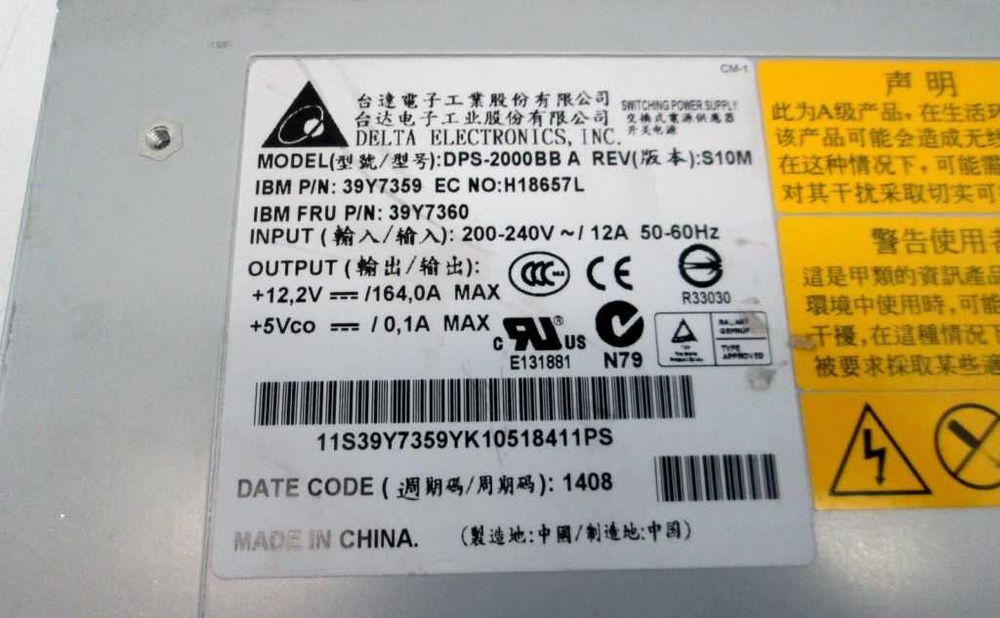 CM-1
台達電子工業股份有限公司
台达电子工业股份有限公司
DELTA ELECTRONICS, INC.
SWITCHING POWER SUPPLY
交換式電源供應器
开关电源
MODEL(型號/型号):DPS-2000BB A REV(版本):S10M
IBM P/N: 39Y7359 EC NO:H18657L
IBM FRU P/N: 39Y7360
INPUT (輸入/输入): 200-240V ~/ 12A 50-60Hz
OUTPUT (輸出/输出):
+12,2V ⎓ /164,0A MAX
+5Vco ⎓ / 0,1A MAX
CCC
CE
R33030
c RU ® US
E131881
N79
TYPE
APPROVED
11S39Y7359YK10518411PS
DATE CODE (週期碼/周期码): 1408
MADE IN CHINA. (製造地:中國/制造地:中国)
声明
此为A级产品,在生活
该产品可能会造成无
在这种情况下,可能需
对其干扰采取切实可
警告使用者
這是甲類的資訊產品
環境中使用時,可能
干擾,在這種情況下
被要求採取某些適